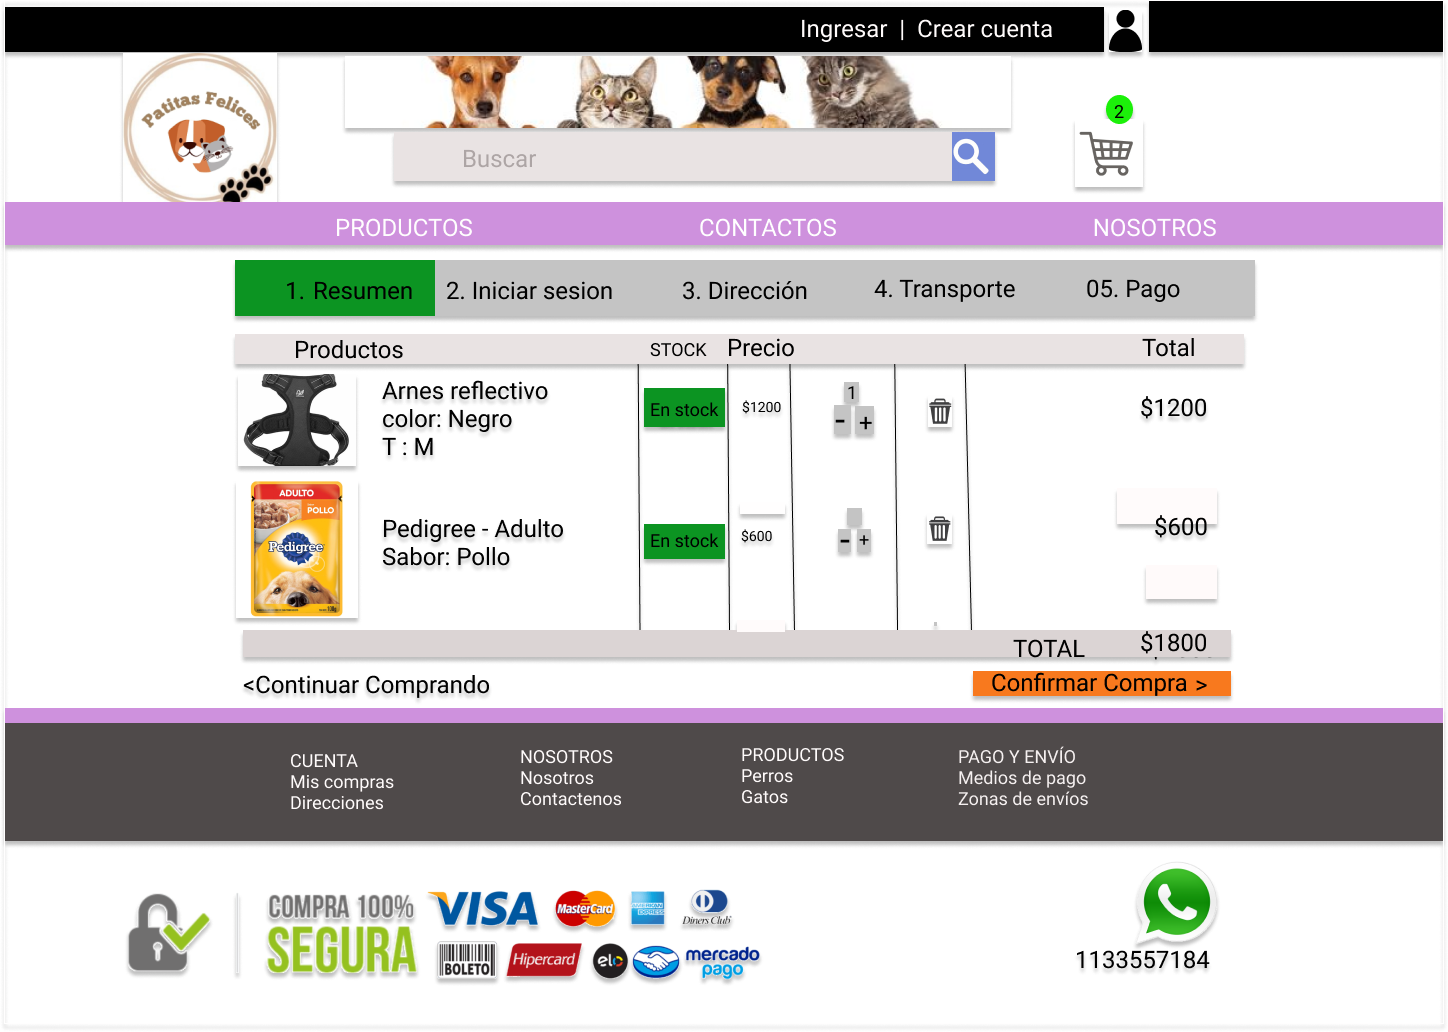 Ingresar | Crear cuenta
Patitas Felices
2
Buscar
PRODUCTOS CONTACTOS NOSOTROS
1. Resumen 2. Iniciar sesion 3. Dirección 4. Transporte 05. Pago
Productos STOCK Precio Total
Arnes reflectivo
color: Negro
T : M
En stock $1200 1 $1200
- +
ADULTO
POLLO
Pedigree
Pedigree - Adulto
Sabor: Pollo
En stock $600 $600
- +
TOTAL $1800
<Continuar Comprando Confirmar Compra >
CUENTA
Mis compras
Direcciones
NOSOTROS
Nosotros
Contactenos
PRODUCTOS
Perros
Gatos
PAGO Y ENVÍO
Medios de pago
Zonas de envíos
COMPRA 100%
SEGURA
VISA MasterCard AMERICAN EXPRESS Diners Club
BOLETO Hipercard elo mercado
pago
1133557184